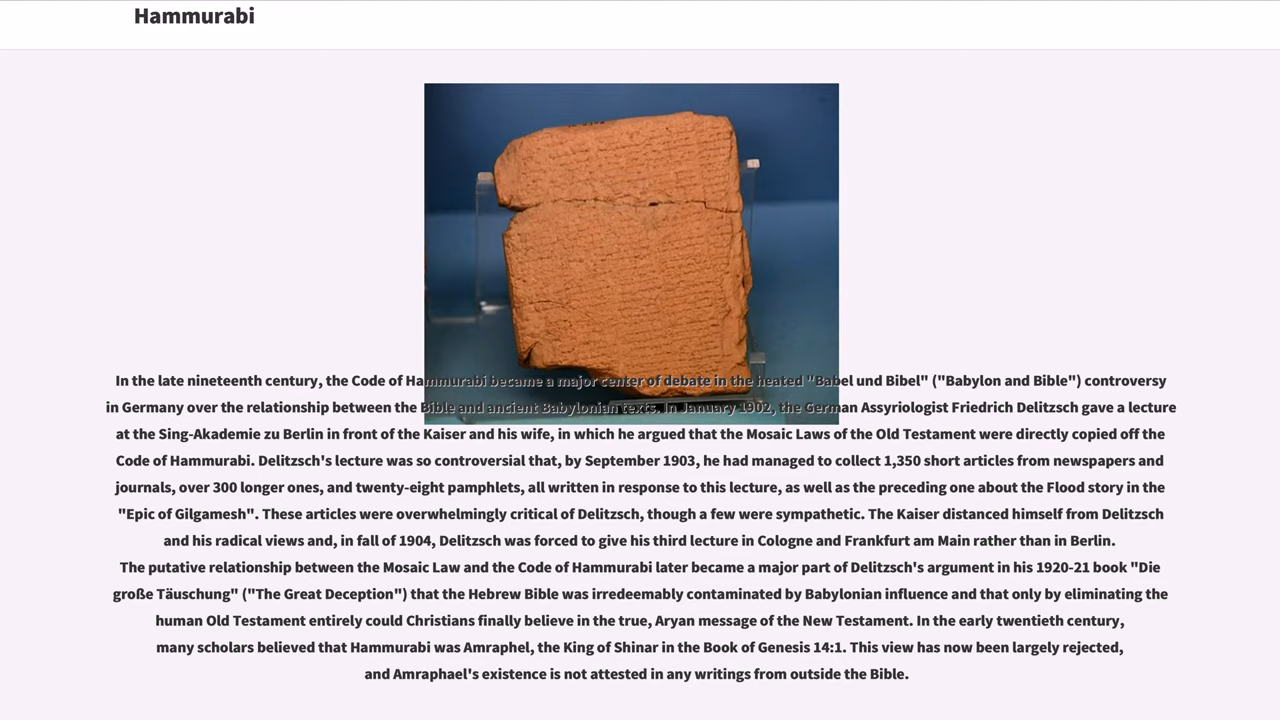 Hammurabi
In the late nineteenth century, the Code of Hammurabi became a major center of debate in the heated "Babel und Bibel" ("Babylon and Bible") controversy
in Germany over the relationship between the Bible and ancient Babylonian texts. In January 1902, the German Assyriologist Friedrich Delitzsch gave a lecture
at the Sing-Akademie zu Berlin in front of the Kaiser and his wife, in which he argued that the Mosaic Laws of the Old Testament were directly copied off the
Code of Hammurabi. Delitzsch's lecture was so controversial that, by September 1903, he had managed to collect 1,350 short articles from newspapers and
journals, over 300 longer ones, and twenty-eight pamphlets, all written in response to this lecture, as well as the preceding one about the Flood story in the
"Epic of Gilgamesh". These articles were overwhelmingly critical of Delitzsch, though a few were sympathetic. The Kaiser distanced himself from Delitzsch
and his radical views and, in fall of 1904, Delitzsch was forced to give his third lecture in Cologne and Frankfurt am Main rather than in Berlin.
The putative relationship between the Mosaic Law and the Code of Hammurabi later became a major part of Delitzsch's argument in his 1920-21 book "Die
große Täuschung" ("The Great Deception") that the Hebrew Bible was irredeemably contaminated by Babylonian influence and that only by eliminating the
human Old Testament entirely could Christians finally believe in the true, Aryan message of the New Testament. In the early twentieth century,
many scholars believed that Hammurabi was Amraphel, the King of Shinar in the Book of Genesis 14:1. This view has now been largely rejected,
and Amraphael's existence is not attested in any writings from outside the Bible.